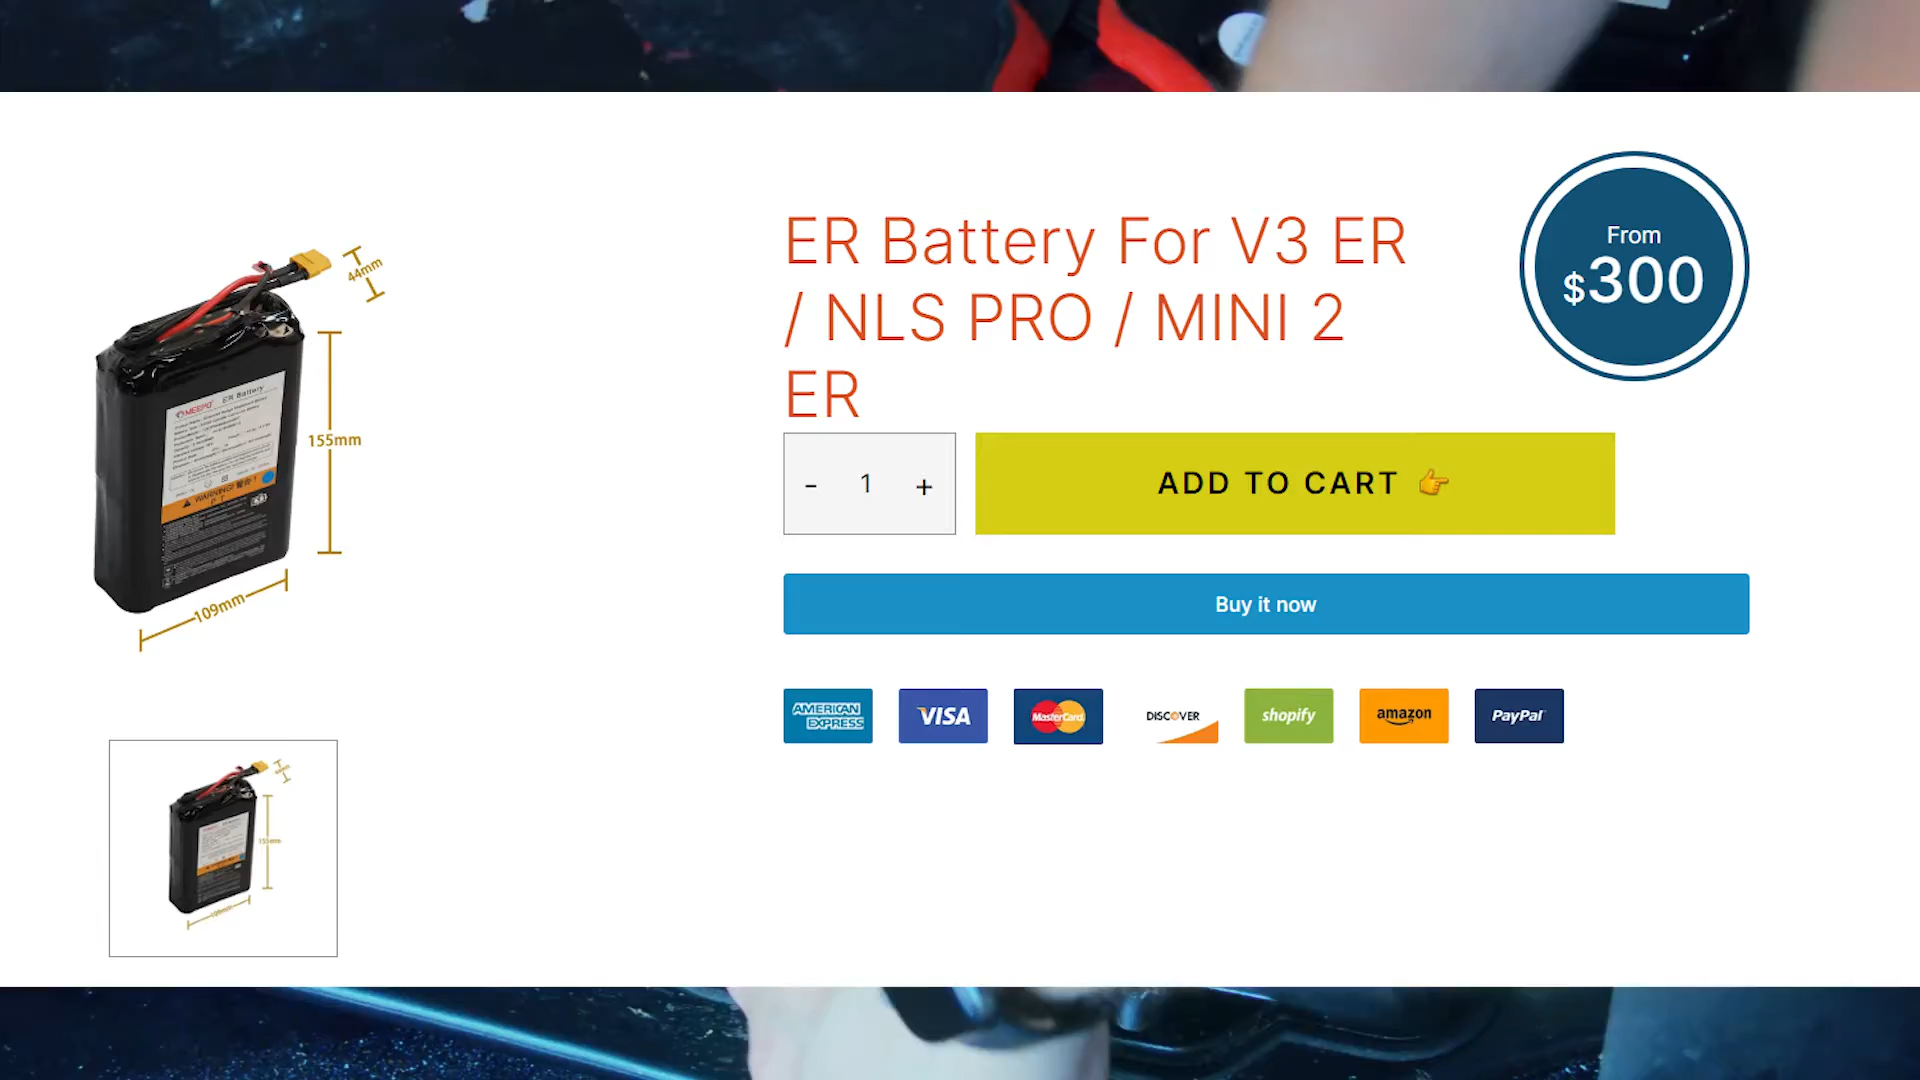 ER Battery For V3 ER
/ NLS PRO / MINI 2
ER
From
$300
44mm
155mm
109mm
MEEPO ER Battery
WARNING!
- 1 +
ADD TO CART 👉
Buy it now
AMERICAN EXPRESS
VISA
MasterCard
DISCOVER
shopify
amazon
PayPal